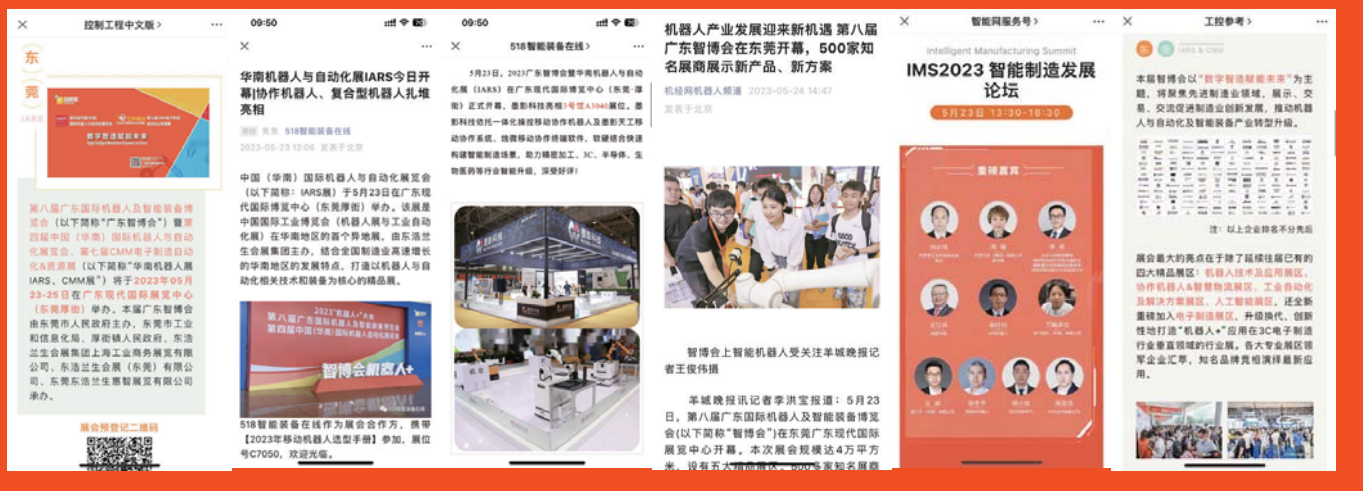 控制工程中文版
东
莞
IARS
数字智造赋能未来
第八届广东国际机器人及智能装备博
览会（以下简称“广东智博会”）暨第
四届中国（华南）国际机器人与自动
化展览会、第七届CMM电子制造自动
化&资源展（以下简称“华南机器人展
IARS、CMM展”）将于2023年05月
23-25日在广东现代国际展览中心
（东莞厚街）举办。本届广东智博会
由东莞市人民政府主办，东莞市工业
和信息化局、厚街镇人民政府、东浩
兰生会展集团上海工业商务展览有限
公司、东浩兰生会展（东莞）有限公
司、东莞东浩兰生惠智展览有限公司
承办。
展会预登记二维码
09:50
华南机器人与自动化展IARS今日开
幕|协作机器人、复合型机器人扎堆
亮相
518智能装备在线
2023-05-23 13:06 发表于北京
中国（华南）国际机器人与自动化展览会
（以下简称：IARS展）于5月23日在广东现
代国际博览中心（东莞厚街）举办。该展是
中国国际工业博览会（机器人展与工业自动
化展）在华南地区的首个异地展，由东浩兰
生会展集团主办，结合全国制造业高速增长
的华南地区的发展特点，打造以机器人与自
动化相关技术和装备为核心的精品展。
2023“机器人+”大会
第八届广东国际机器人及智能装备博览会
第四届中国(华南)国际机器人自动化展览会
智博会机器人+
518智能装备在线
518智能装备在线作为展会合作方，携带
【2023年移动机器人选型手册】参加，展位
号C7050，欢迎光临。
09:50
518智能装备在线
5月23日，2023广东智博会暨华南机器人与自动
化展（IARS）在广东现代国际博览中心（东莞·厚
街）正式开幕，墨影科技亮相3号馆A3040展位。墨
影科技依托一体化操控移动协作机器人及墨影天工移
动协作系统、线微移动协作终端软件，软硬结合快速
构建智能制造场景，助力精密加工、3C、半导体、生
物医药等行业智能升级，深受好评！
机器人产业发展迎来新机遇 第八届
广东智博会在东莞开幕，500家知
名展商展示新产品、新方案
机经网机器人频道 2023-05-24 14:47
发表于北京
智博会上智能机器人受关注羊城晚报记
者王俊伟摄
羊城晚报讯记者李洪宝报道：5月23
日，第八届广东国际机器人及智能装备博览
会(以下简称“智博会”)在东莞广东现代国际
展览中心开幕。本次展会规模达4万平方
米，设有五大精品展区，500多家知名展商
智能网服务号
Intelligent Manufacturing Summit
IMS2023 智能制造发展
论坛
5月23日 13:30-16:30
重磅嘉宾
工控参考
东 莞 IARS & CMM
本届智博会以“数字智造赋能未来”为主
题，将聚焦先进制造业领域，展示、交
易、交流促进制造业创新发展，推动机器
人与自动化及智能装备产业转型升级。
注：以上企业排名不分先后
展会最大的亮点在于除了延续往届已有的
四大精品展区：机器人技术及应用展区、
协作机器人&智慧物流展区、工业自动化
及解决方案展区、人工智能展区，还全新
重磅加入电子制造展区，升级换代，创新
性地打造“机器人+”应用在3C电子制造
行业垂直领域的行业展。各大专业展区领
军企业汇萃，知名品牌竞相演绎最新应
用。